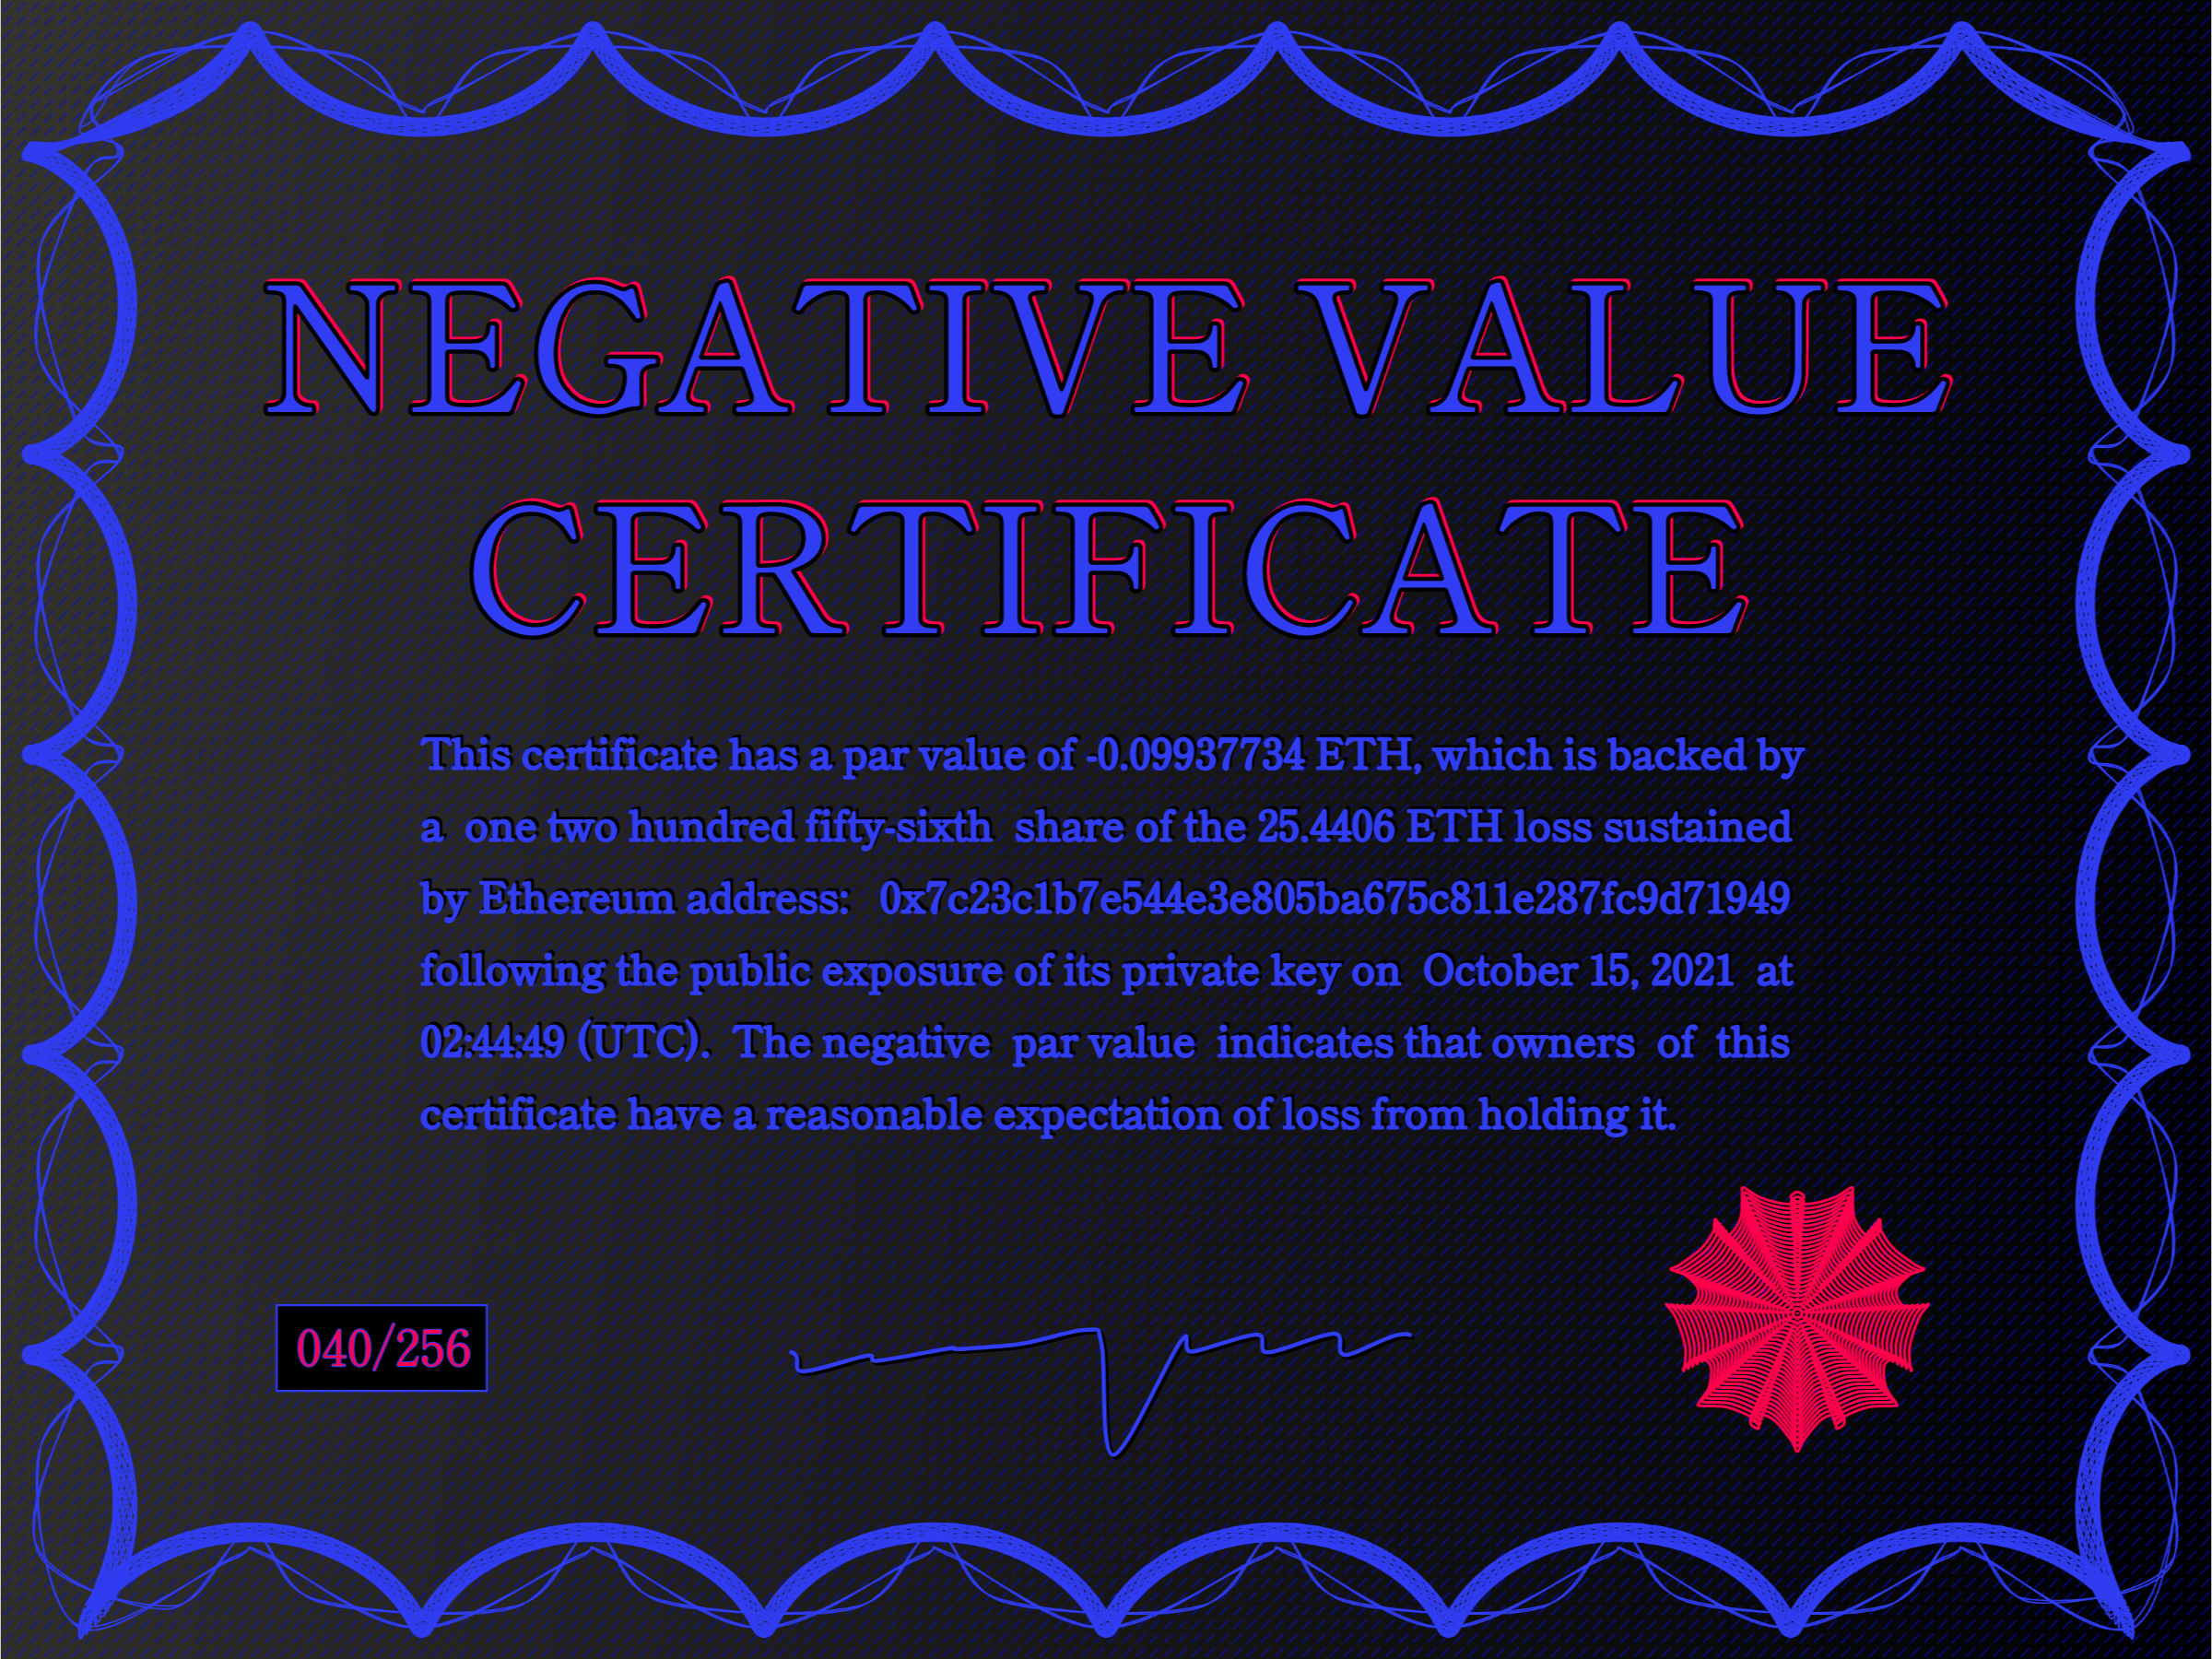 NEGATIVE VALUE
CERTIFICATE
This certificate has a par value of -0.09937734 ETH, which is backed by
a one two hundred fifty-sixth share of the 25.4406 ETH loss sustained
by Ethereum address: 0x7c23c1b7e544e3e805ba675c811e287fc9d71949
following the public exposure of its private key on October 15, 2021 at
02:44:49 (UTC). The negative par value indicates that owners of this
certificate have a reasonable expectation of loss from holding it.
040/256